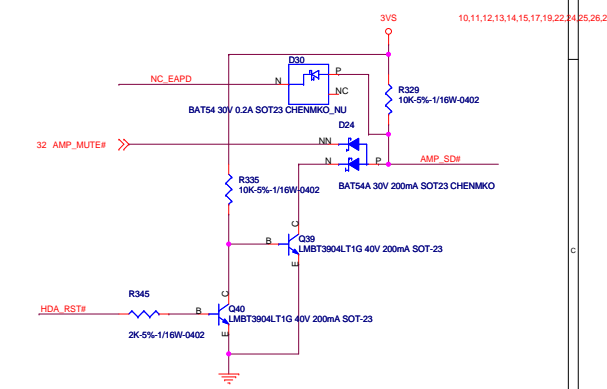 3VS
10,11,12,13,14,15,17,19,22,24,25,26,2
D30
NC_EAPD
N
P
NC
R329
10K-5%-1/16W-0402
BAT54 30V 0.2A SOT23 CHENMKO_NU
D24
32 AMP_MUTE#
NN
N
P
AMP_SD#
R335
10K-5%-1/16W-0402
BAT54A 30V 200mA SOT23 CHENMKO
C
B
Q39
LMBT3904LT1G 40V 200mA SOT-23
C
E
R345
C
HDA_RST#
B
Q40
LMBT3904LT1G 40V 200mA SOT-23
2K-5%-1/16W-0402
E